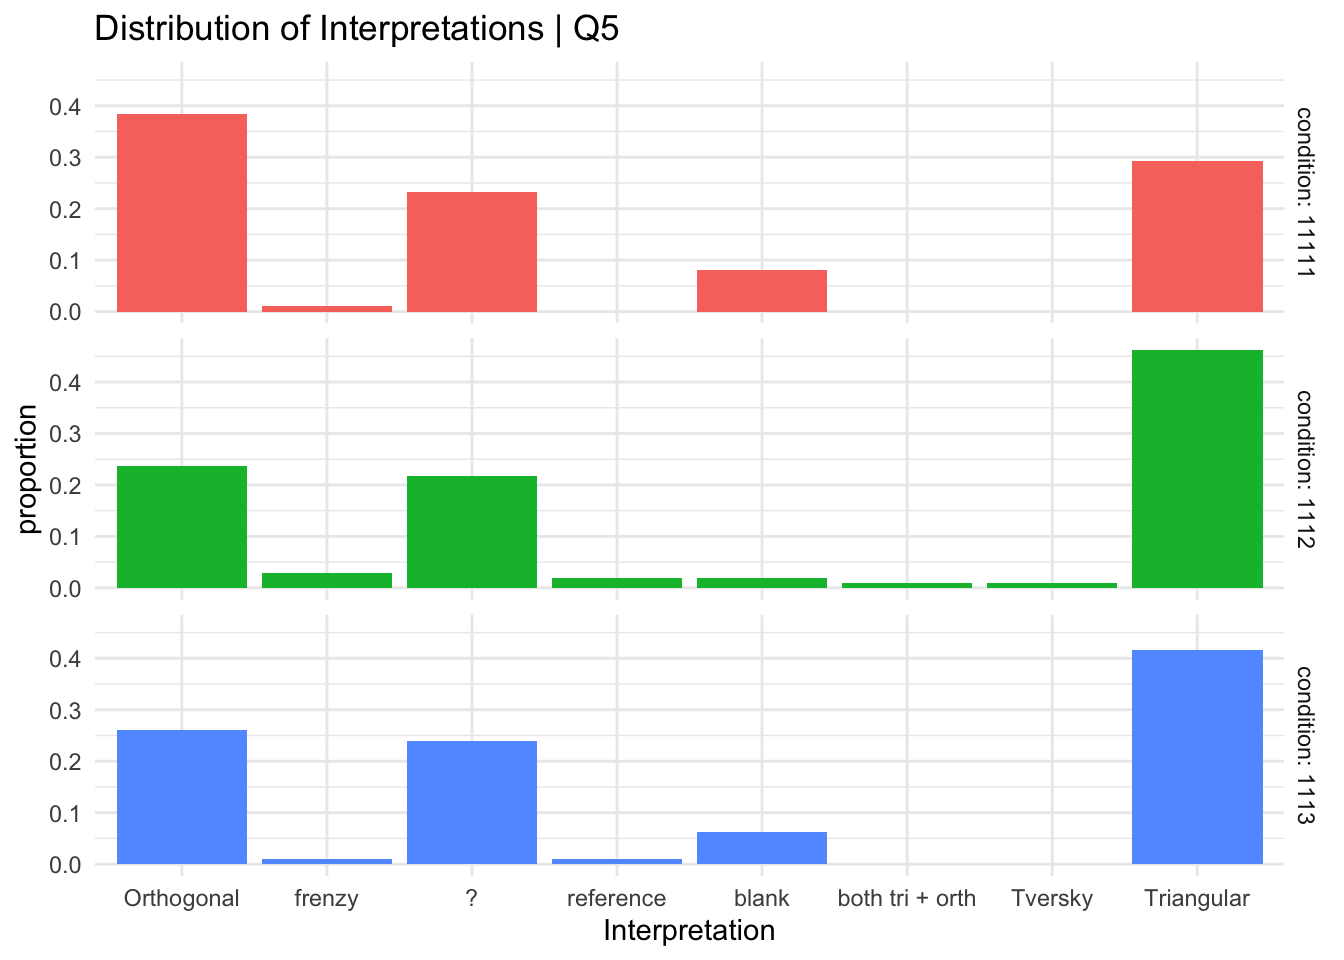 Distribution of Interpretations | Q5
proportion
0.4
0.3
0.2
0.1
0.0
condition: 11111
0.4
0.3
0.2
0.1
0.0
condition: 1112
0.4
0.3
0.2
0.1
0.0
condition: 1113
Orthogonal frenzy ? reference blank both tri + orth Tversky Triangular
Interpretation